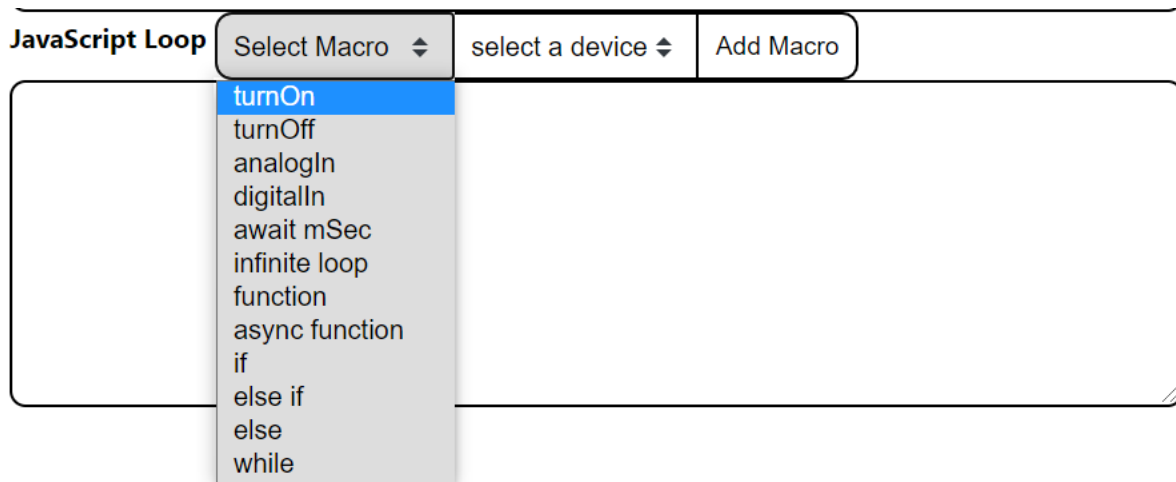 JavaScript Loop Select Macro select a device Add Macro
turnOn
turnOff
analogIn
digitalIn
await mSec
infinite loop
function
async function
if
else if
else
while